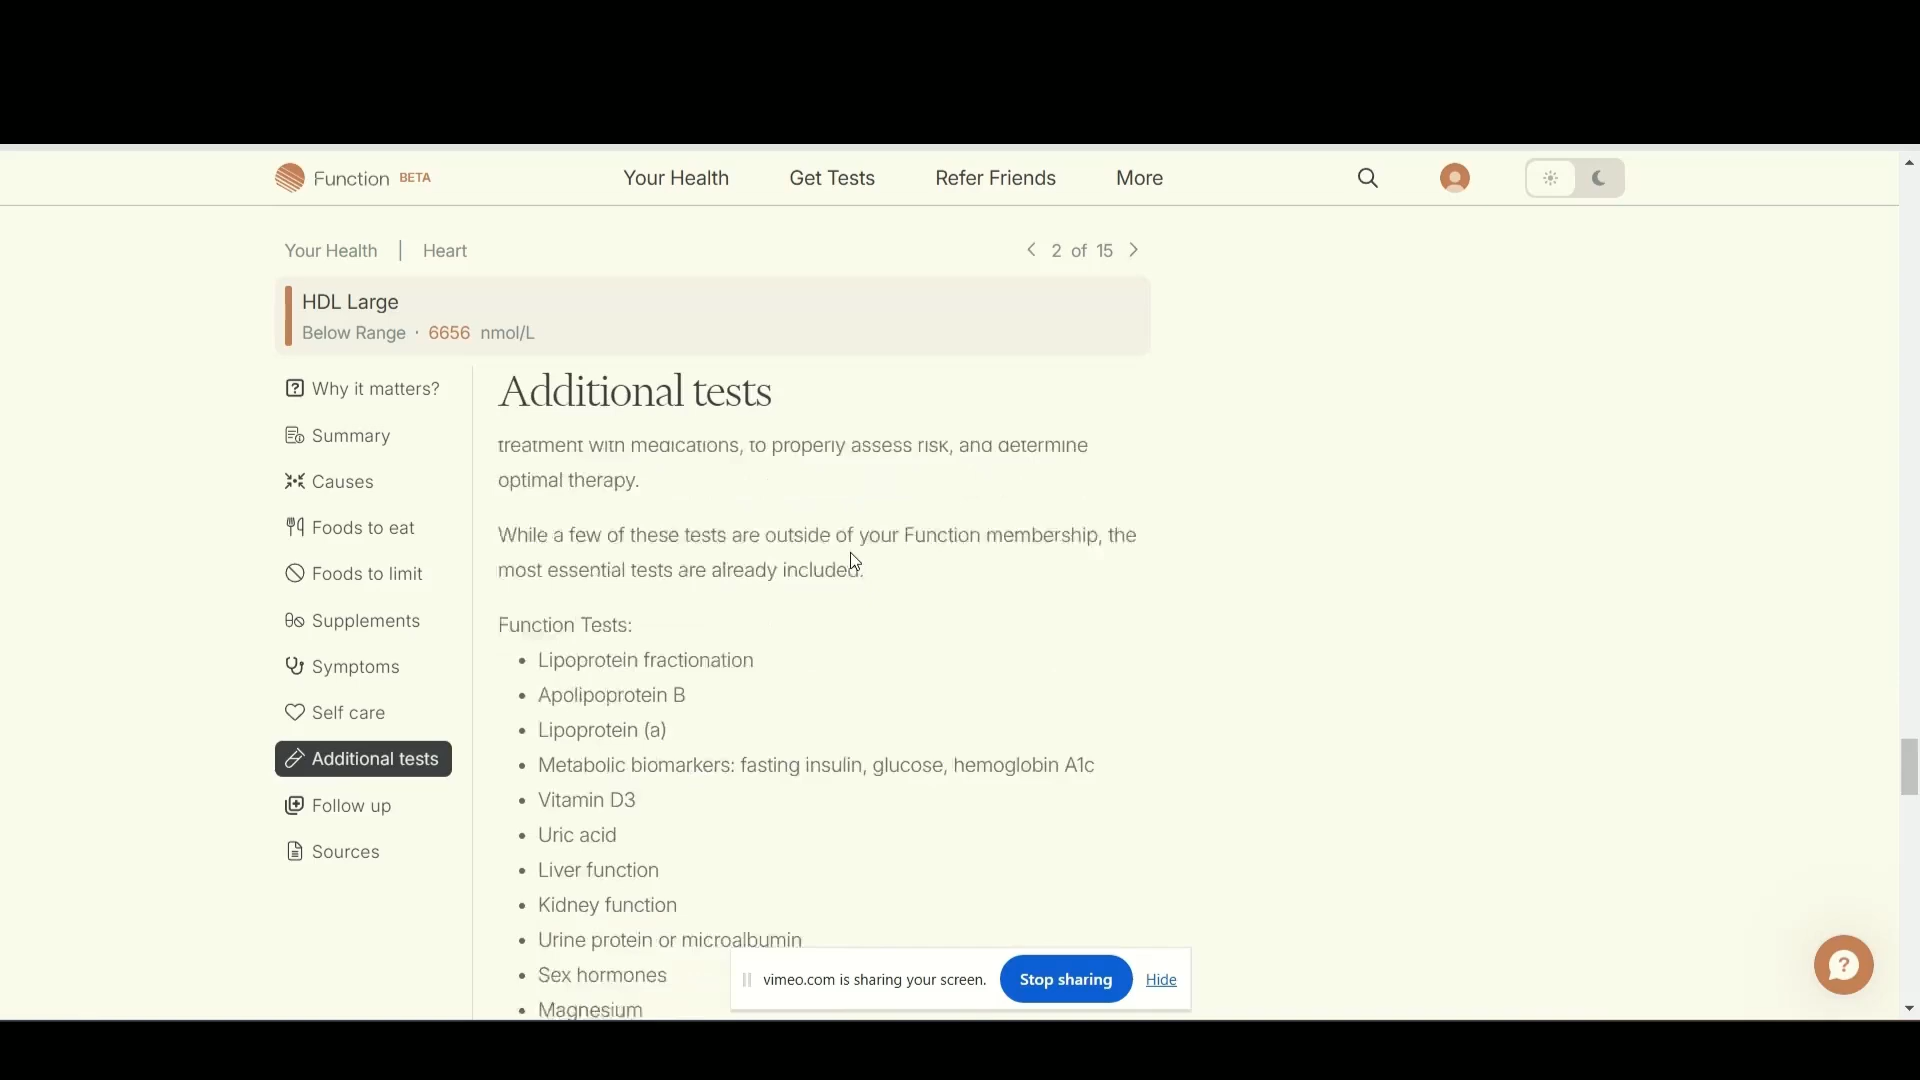 Function BETA
Your Health
Get Tests
Refer Friends
More
Your Health | Heart
2 of 15
HDL Large
Below Range · 6656 nmol/L
Why it matters?
Summary
Causes
Foods to eat
Foods to limit
Supplements
Symptoms
Self care
Additional tests
Follow up
Sources
Additional tests
treatment with medications, to properly assess risk, and determine
optimal therapy.
While a few of these tests are outside of your Function membership, the
most essential tests are already included.
Function Tests:
• Lipoprotein fractionation
• Apolipoprotein B
• Lipoprotein (a)
• Metabolic biomarkers: fasting insulin, glucose, hemoglobin A1c
• Vitamin D3
• Uric acid
• Liver function
• Kidney function
• Urine protein or microalbumin
• Sex hormones
• Magnesium
vimeo.com is sharing your screen.
Stop sharing
Hide
?